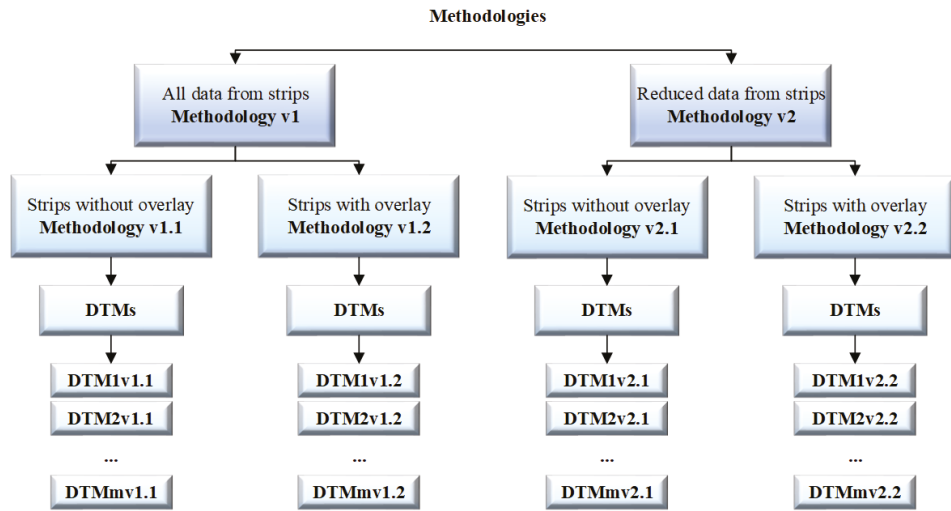 Methodologies
All data from strips
Methodology v1
Reduced data from strips
Methodology v2
Strips without overlay
Methodology v1.1
Strips with overlay
Methodology v1.2
Strips without overlay
Methodology v2.1
Strips with overlay
Methodology v2.2
DTMs
DTMs
DTMs
DTMs
DTM1v1.1
DTM1v1.2
DTM1v2.1
DTM1v2.2
DTM2v1.1
DTM2v1.2
DTM2v2.1
DTM2v2.2
...
...
...
...
DTMmv1.1
DTMmv1.2
DTMmv2.1
DTMmv2.2